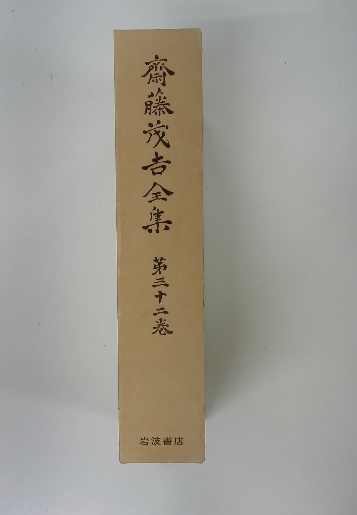 齋藤茂吉全集
第三十二巻
岩波書店